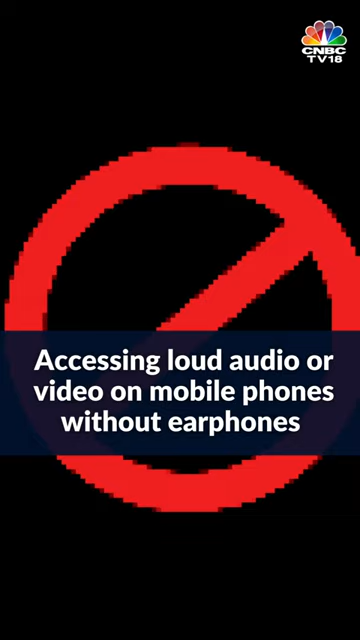 CNBC
TV18
Accessing loud audio or
video on mobile phones
without earphones